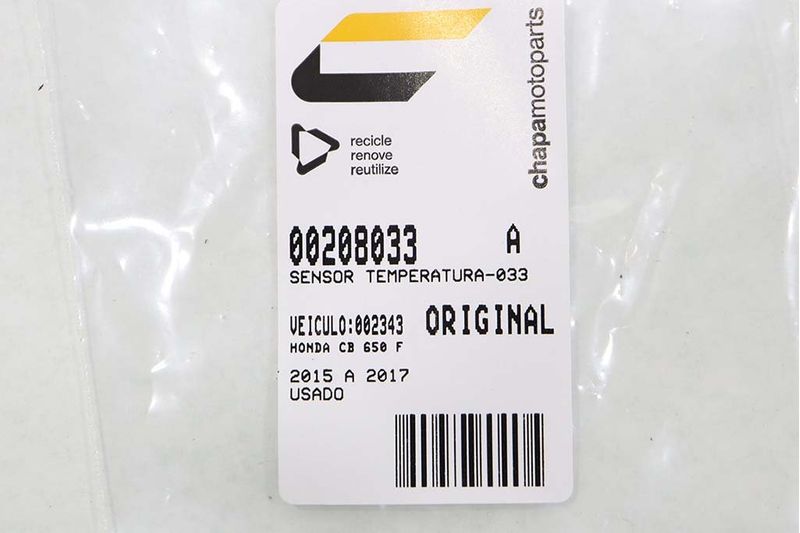 chapamotoparts
recicle
renove
reutilize
00208033 A
SENSOR TEMPERATURA-033
VEICULO:002343 ORIGINAL
HONDA CB 650 F
2015 A 2017
USADO